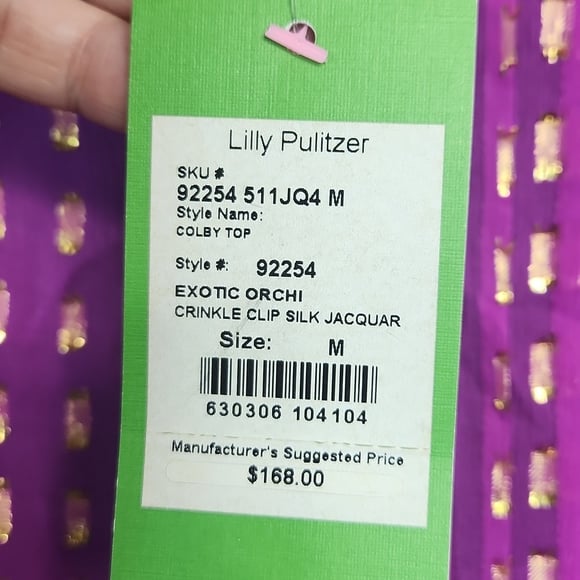 Lilly Pulitzer
SKU #
92254 511JQ4 M
Style Name:
COLBY TOP
Style #: 92254
EXOTIC ORCHI
CRINKLE CLIP SILK JACQUAR
Size: M
630306 104104
Manufacturer's Suggested Price
$168.00